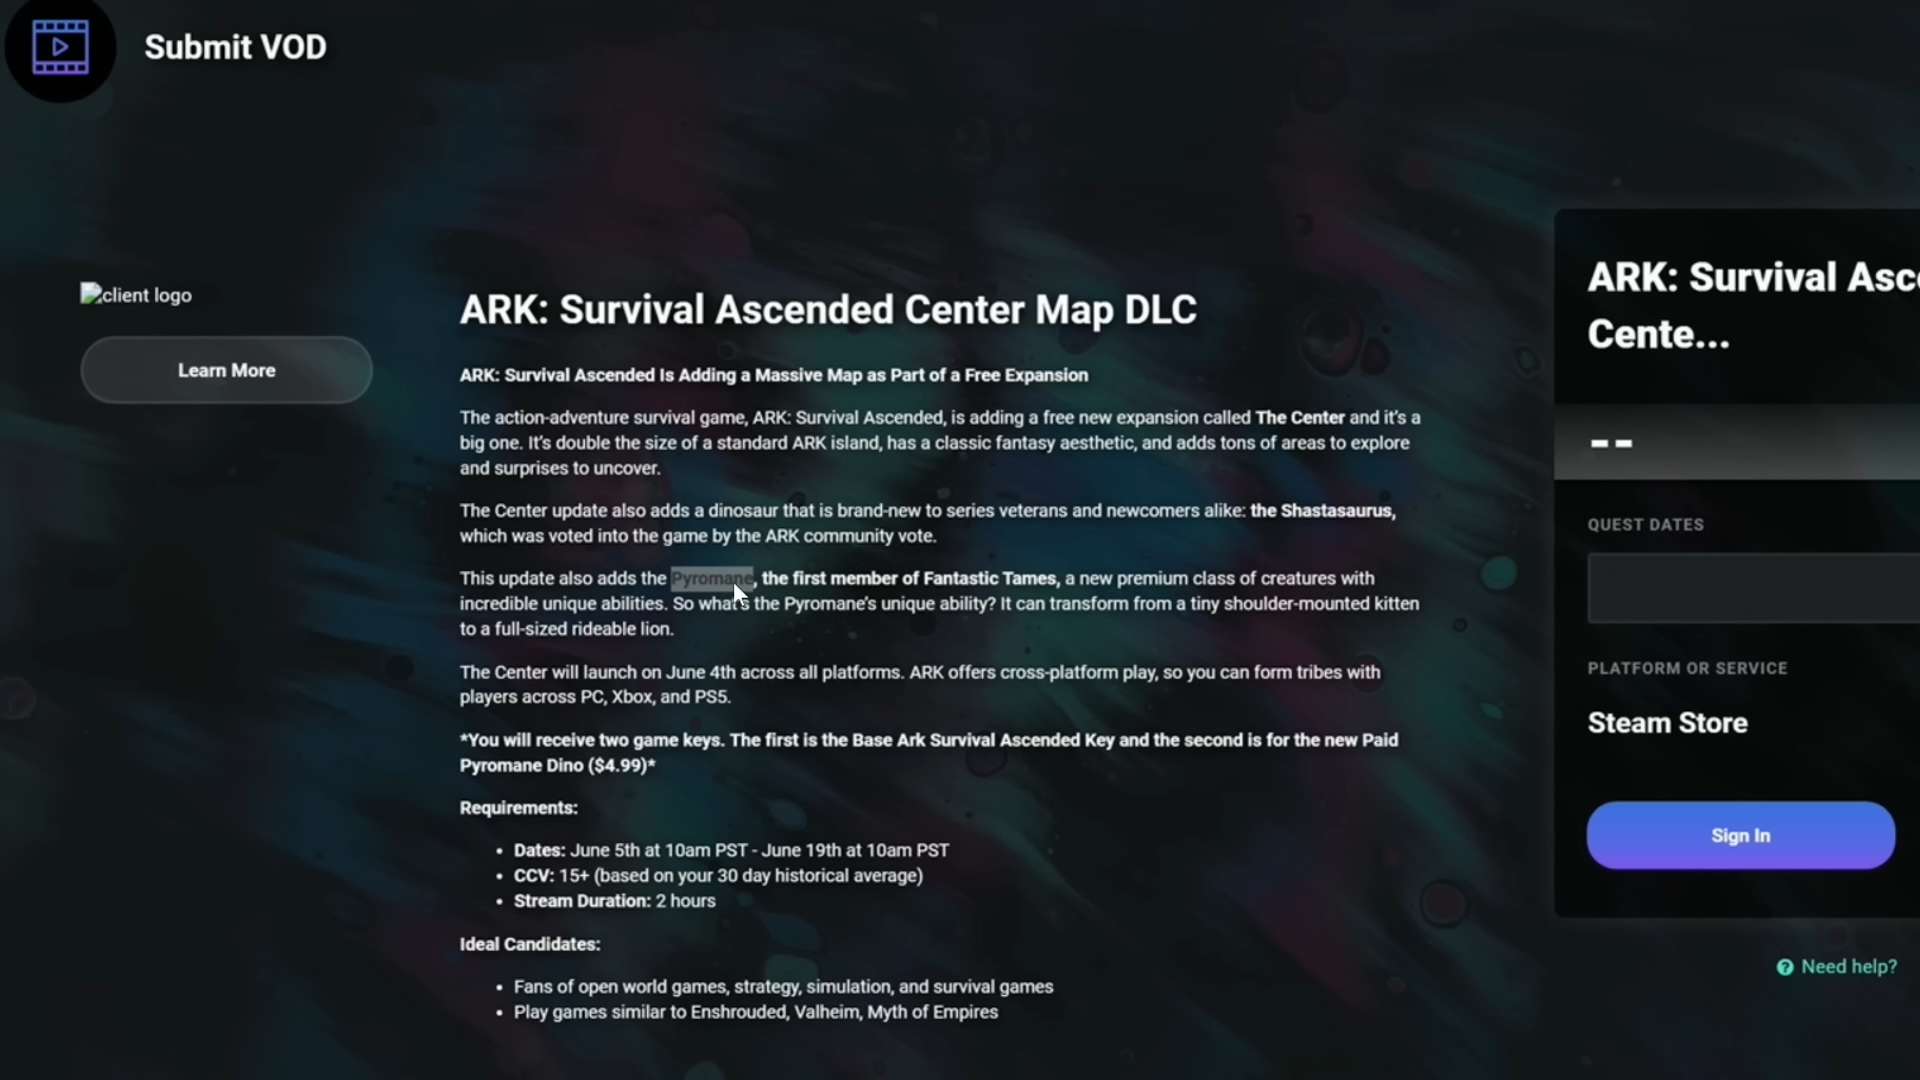 Submit VOD
client logo
Learn More
ARK: Survival Ascended Center Map DLC
ARK: Survival Ascended Is Adding a Massive Map as Part of a Free Expansion
The action-adventure survival game, ARK: Survival Ascended, is adding a free new expansion called The Center and it's a
big one. It's double the size of a standard ARK island, has a classic fantasy aesthetic, and adds tons of areas to explore
and surprises to uncover.
The Center update also adds a dinosaur that is brand-new to series veterans and newcomers alike: the Shastasaurus,
which was voted into the game by the ARK community vote.
This update also adds the Pyromane, the first member of Fantastic Tames, a new premium class of creatures with
incredible unique abilities. So what's the Pyromane's unique ability? It can transform from a tiny shoulder-mounted kitten
to a full-sized rideable lion.
The Center will launch on June 4th across all platforms. ARK offers cross-platform play, so you can form tribes with
players across PC, Xbox, and PS5.
*You will receive two game keys. The first is the Base Ark Survival Ascended Key and the second is for the new Paid
Pyromane Dino ($4.99)*
Requirements:
• Dates: June 5th at 10am PST - June 19th at 10am PST
• CCV: 15+ (based on your 30 day historical average)
• Stream Duration: 2 hours
Ideal Candidates:
• Fans of open world games, strategy, simulation, and survival games
• Play games similar to Enshrouded, Valheim, Myth of Empires
ARK: Survival Asc
Cente...
--
QUEST DATES
PLATFORM OR SERVICE
Steam Store
Sign In
Need help?